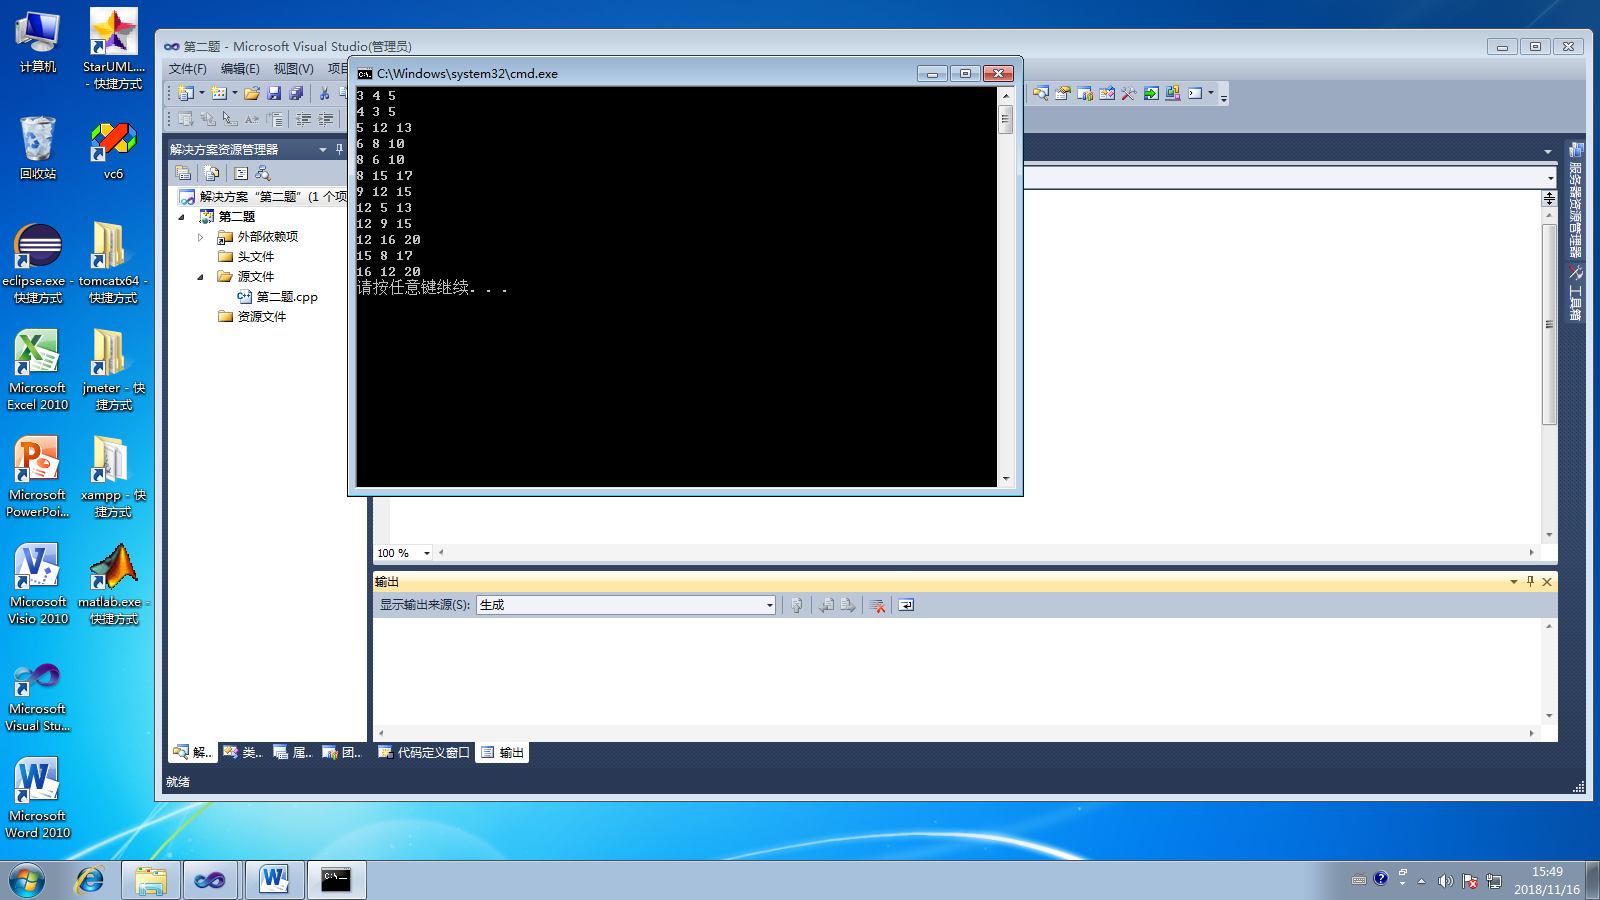 计算机
StarUML....
- 快捷方式
回收站
vc6
eclipse.exe -
快捷方式
tomcatx64 -
快捷方式
Microsoft
Excel 2010
jmeter - 快
捷方式
Microsoft
PowerPoi...
xampp - 快
捷方式
Microsoft
Visio 2010
matlab.exe -
快捷方式
Microsoft
Visual Stu...
Microsoft
Word 2010
第二题 - Microsoft Visual Studio(管理员)
文件(F) 编辑(E) 视图(V) 项目
C:\Windows\system32\cmd.exe
3 4 5
4 3 5
5 12 13
6 8 10
8 6 10
8 15 17
9 12 15
12 5 13
12 9 15
12 16 20
15 8 17
16 12 20
请按任意键继续. . .
解决方案资源管理器
解决方案“第二题”(1 个项
第二题
外部依赖项
头文件
源文件
第二题.cpp
资源文件
服务器资源管理器
工具箱
100 %
输出
显示输出来源(S): 生成
解... 类... 属... 团...
代码定义窗口 输出
就绪
15:49
2018/11/16